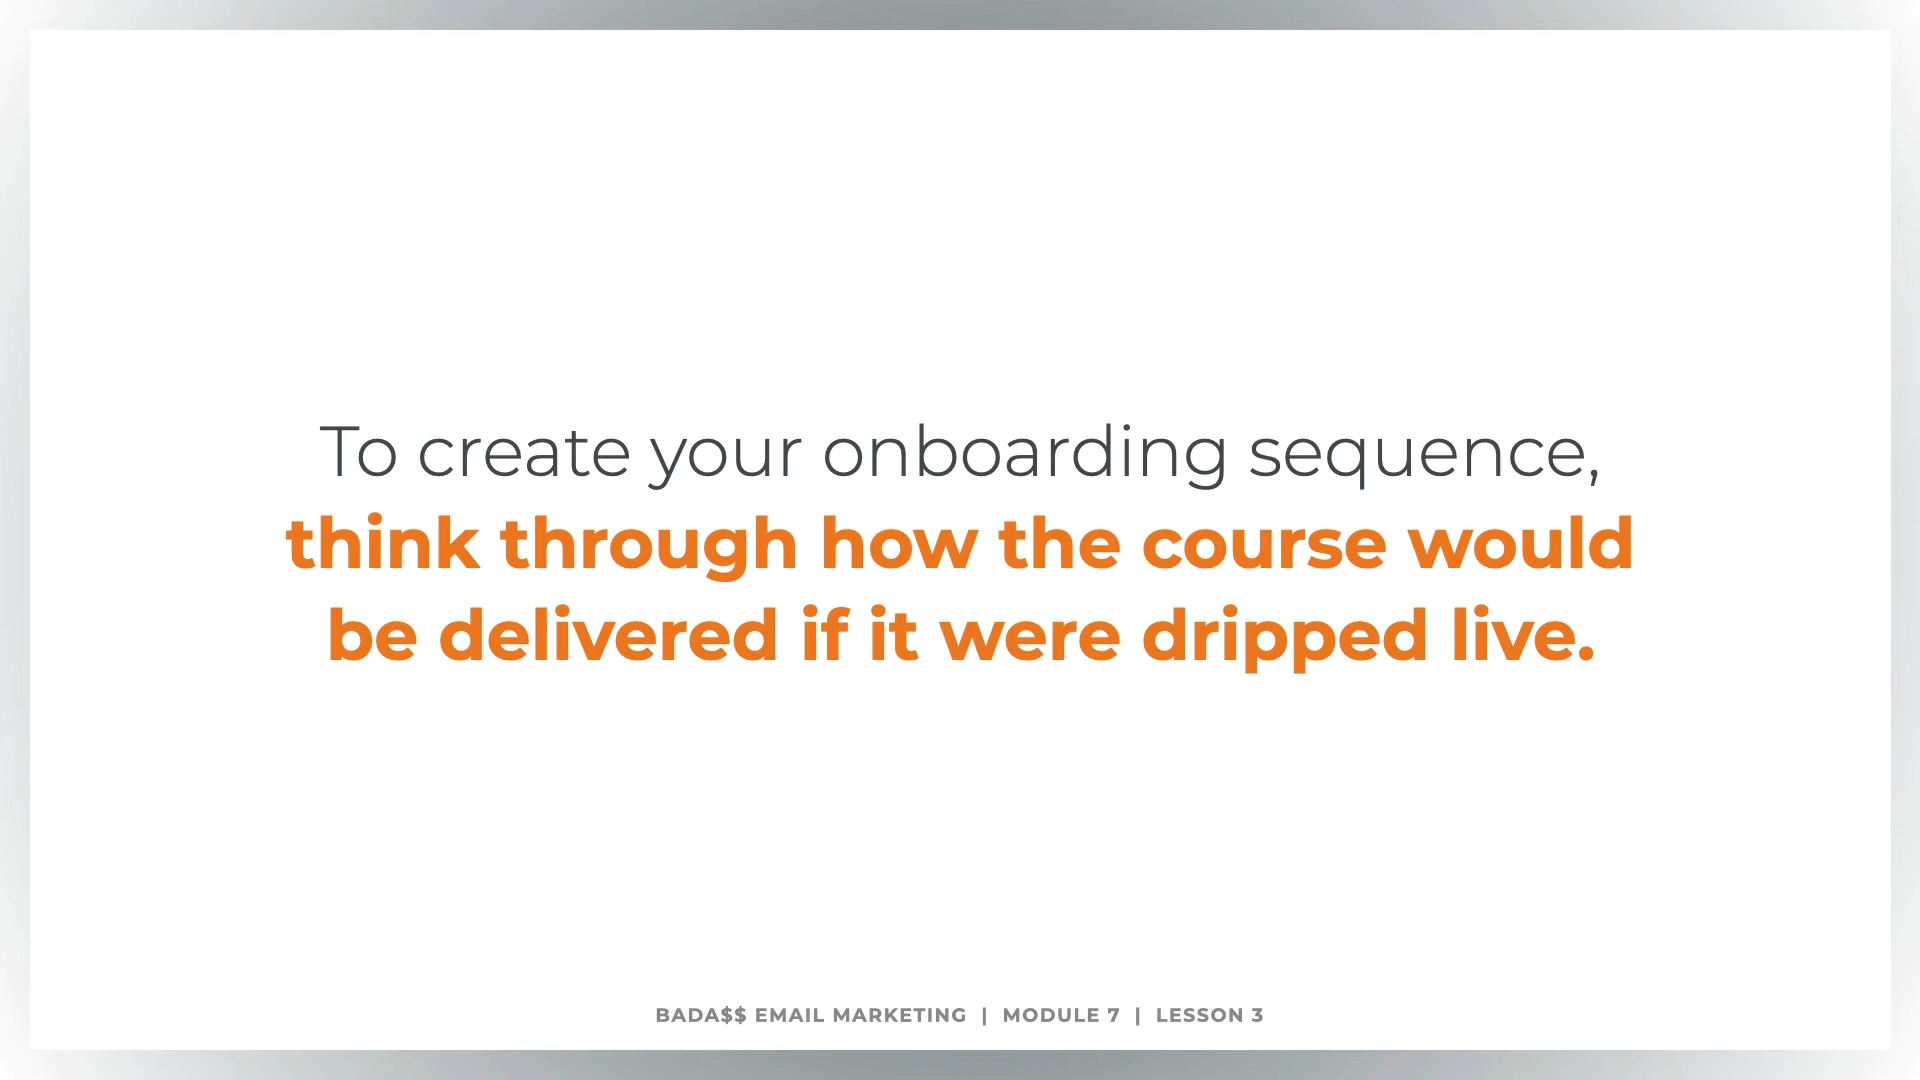 To create your onboarding sequence,
think through how the course would
be delivered if it were dripped live.
BADA$$ EMAIL MARKETING | MODULE 7 | LESSON 3